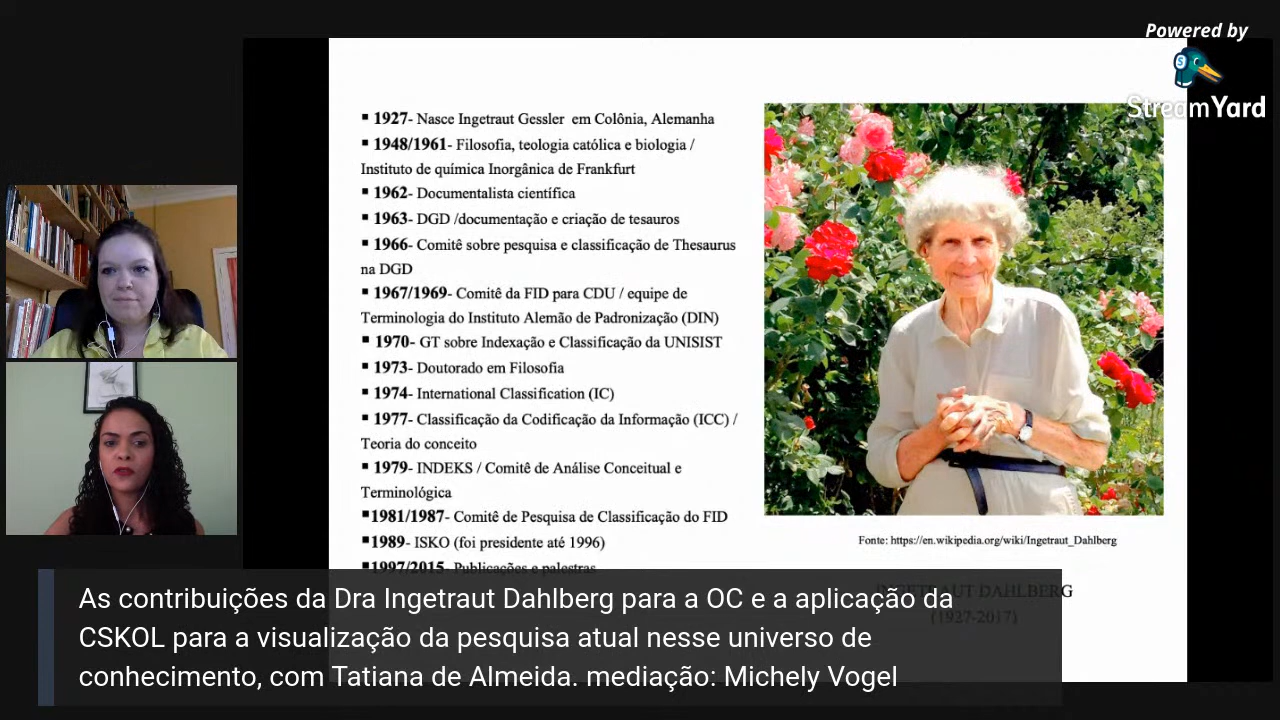 Powered by
StreamYard
▪ 1927- Nasce Ingetraut Gessler em Colônia, Alemanha
▪ 1948/1961- Filosofia, teologia católica e biologia /
Instituto de química Inorgânica de Frankfurt
▪ 1962- Documentalista científica
▪ 1963- DGD /documentação e criação de tesauros
▪ 1966- Comitê sobre pesquisa e classificação de Thesaurus
na DGD
▪ 1967/1969- Comitê da FID para CDU / equipe de
Terminologia do Instituto Alemão de Padronização (DIN)
▪ 1970- GT sobre Indexação e Classificação da UNISIST
▪ 1973- Doutorado em Filosofia
▪ 1974- International Classification (IC)
▪ 1977- Classificação da Codificação da Informação (ICC) /
Teoria do conceito
▪ 1979- INDEKS / Comitê de Análise Conceitual e
Terminológica
▪1981/1987- Comitê de Pesquisa de Classificação do FID
▪1989- ISKO (foi presidente até 1996)
▪1997/2015- Publicações e palestras
Fonte: https://en.wikipedia.org/wiki/Ingetraut_Dahlberg
INGETRAUT DAHLBERG
(1927-2017)
As contribuições da Dra Ingetraut Dahlberg para a OC e a aplicação da
CSKOL para a visualização da pesquisa atual nesse universo de
conhecimento, com Tatiana de Almeida. mediação: Michely Vogel